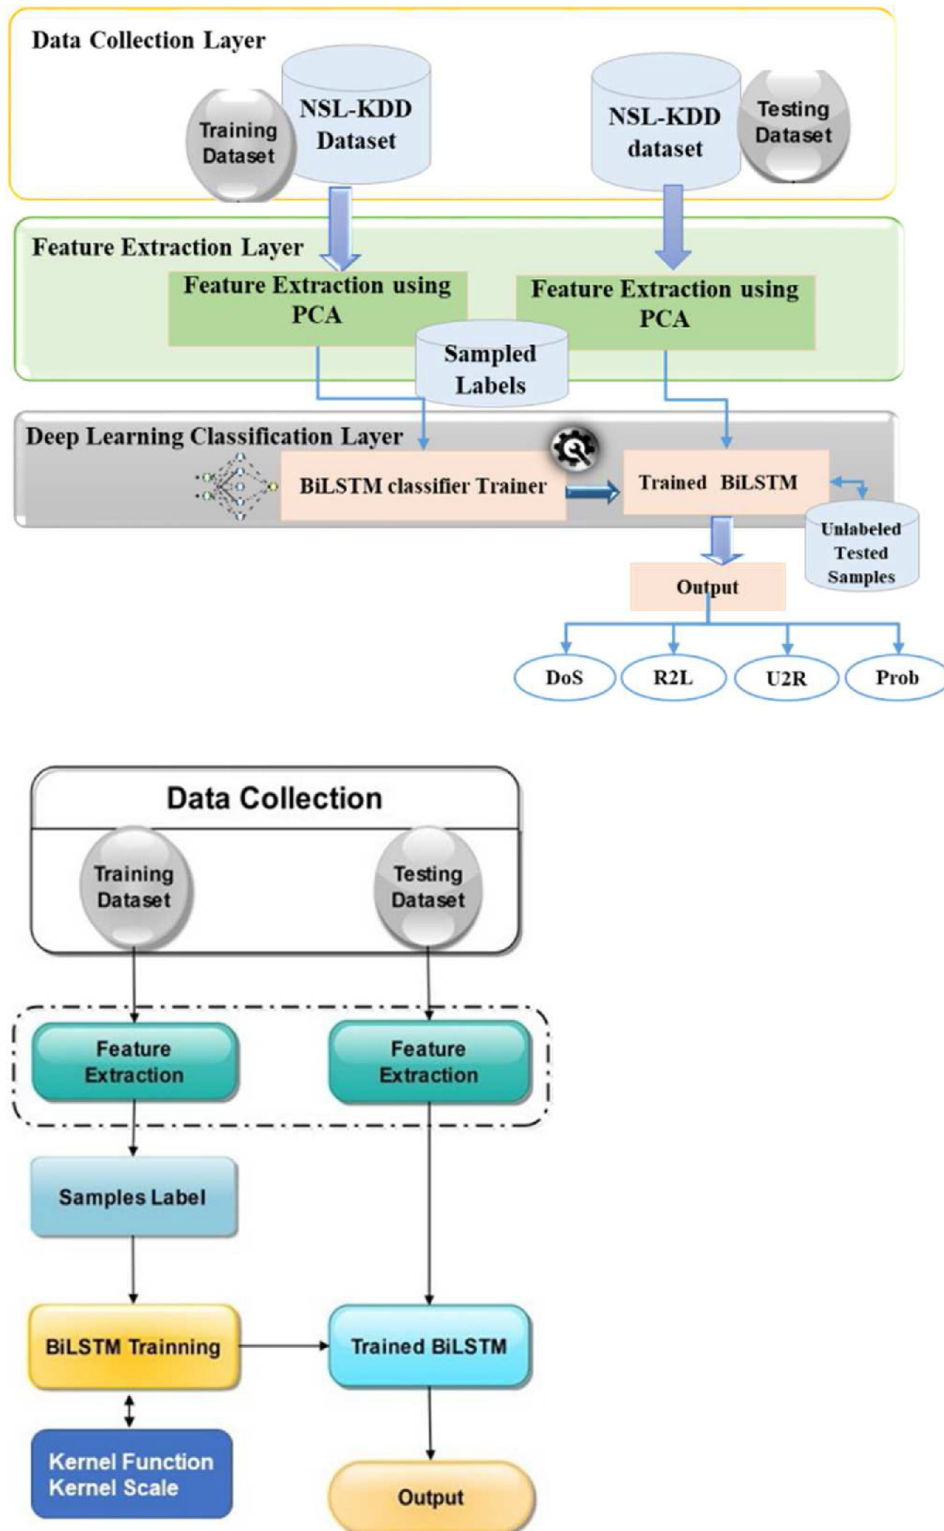 Data Collection Layer
Training
Dataset
NSL-KDD
Dataset
NSL-KDD
dataset
Testing
Dataset
Feature Extraction Layer
Feature Extraction using
PCA
Feature Extraction using
PCA
Sampled
Labels
Deep Learning Classification Layer
BiLSTM classifier Trainer
Trained BiLSTM
Unlabeled
Tested
Samples
Output
DoS
R2L
U2R
Prob
Data Collection
Training
Dataset
Testing
Dataset
Feature
Extraction
Feature
Extraction
Samples Label
BiLSTM Trainning
Trained BiLSTM
Kernel Function
Kernel Scale
Output